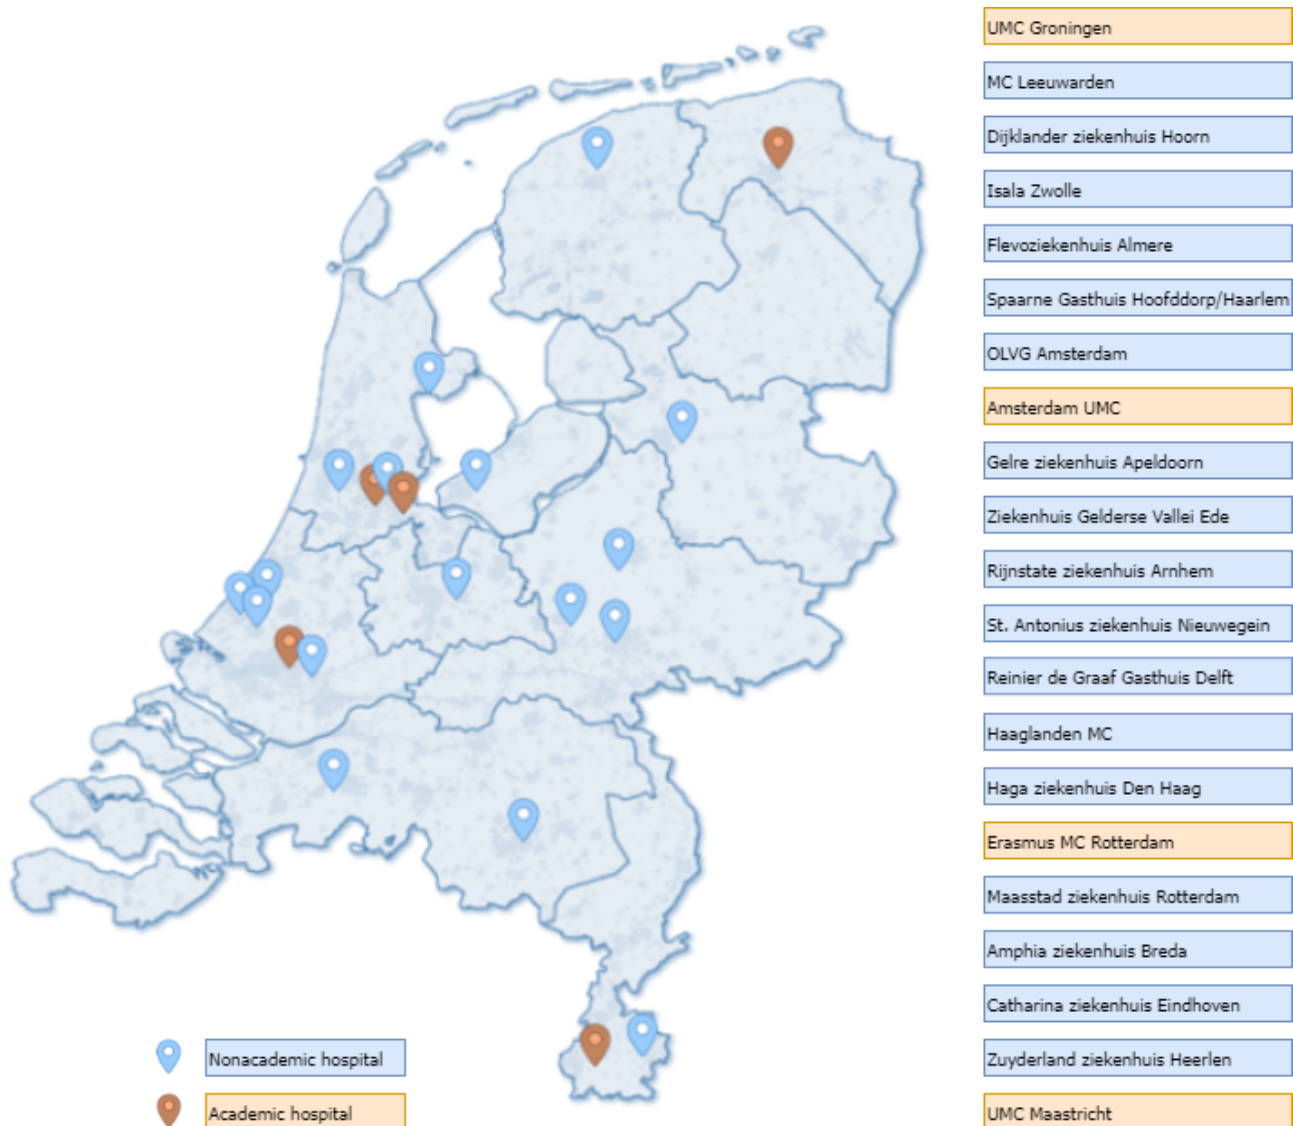 UMC Groningen
MC Leeuwarden
Dijklander ziekenhuis Hoorn
Isala Zwolle
Flevoziekenhuis Almere
Spaarne Gasthuis Hoofddorp/Haarlem
OLVG Amsterdam
Amsterdam UMC
Gelre ziekenhuis Apeldoorn
Ziekenhuis Gelderse Vallei Ede
Rijnstate ziekenhuis Arnhem
St. Antonius ziekenhuis Nieuwegein
Reinier de Graaf Gasthuis Delft
Haaglanden MC
Haga ziekenhuis Den Haag
Erasmus MC Rotterdam
Maasstad ziekenhuis Rotterdam
Amphia ziekenhuis Breda
Catharina ziekenhuis Eindhoven
Zuyderland ziekenhuis Heerlen
UMC Maastricht
Nonacademic hospital
Academic hospital